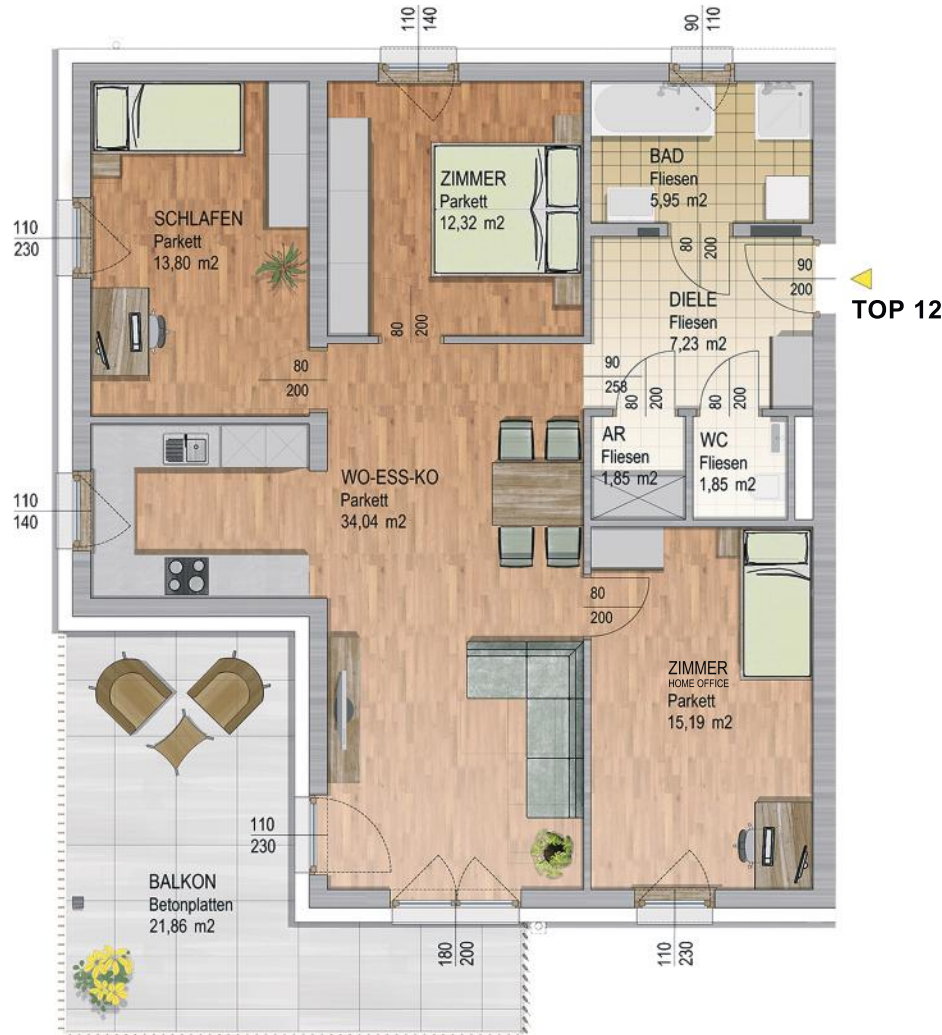 110
140
90
110
SCHLAFEN
Parkett
13,80 m2
ZIMMER
Parkett
12,32 m2
BAD
Fliesen
5,95 m2
110
230
80
200
90
200
TOP 12
DIELE
Fliesen
7,23 m2
80
200
80
200
90
258
80
200
80
200
AR
Fliesen
1,85 m2
WC
Fliesen
1,85 m2
110
140
WO-ESS-KO
Parkett
34,04 m2
80
200
ZIMMER
HOME OFFICE
Parkett
15,19 m2
110
230
BALKON
Betonplatten
21,86 m2
180
200
110
230